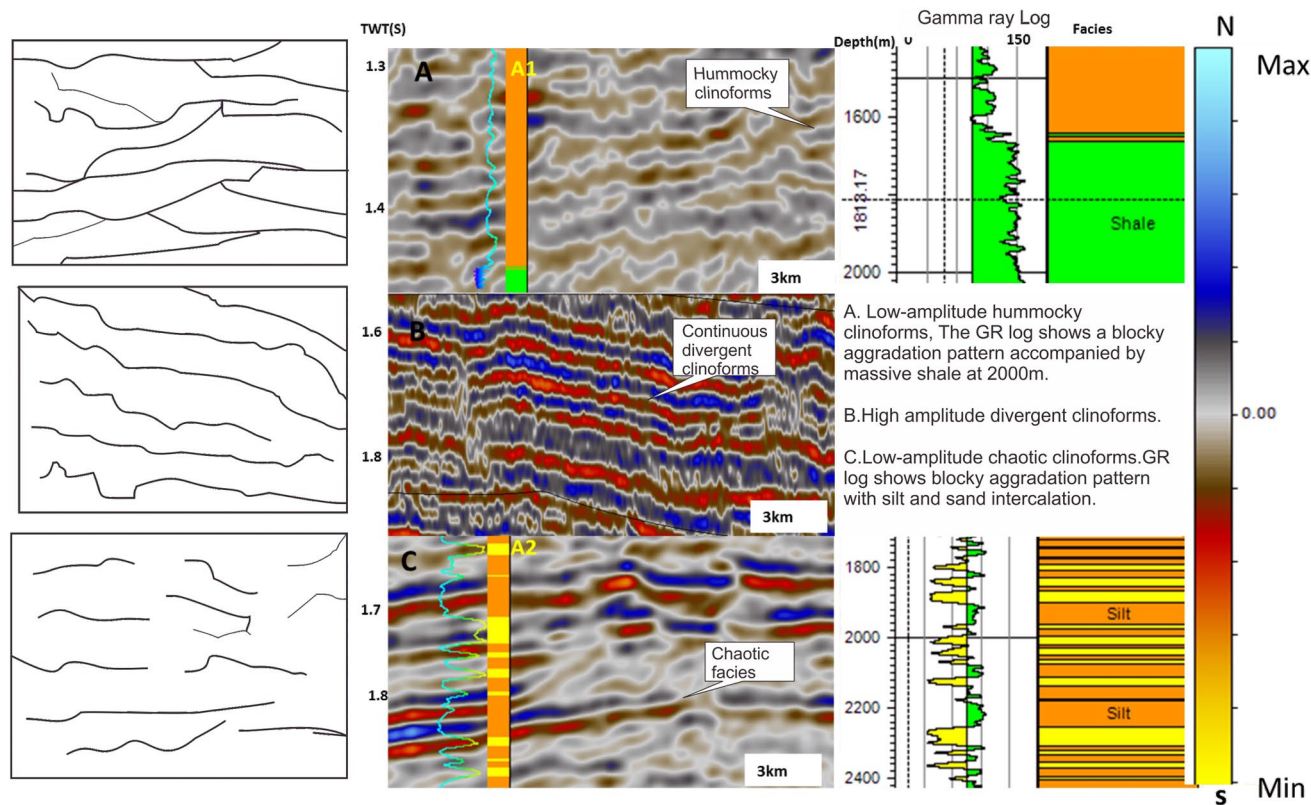 TWT(S)
Gamma ray Log
N
Depth(m) 0 150 Facies
Max
1.3
A
A1
Hummocky
clinoforms
1600
1.4
1813.17
Shale
3km
2000
1.6
B
Continuous
divergent
clinoforms
1.8
3km
A. Low-amplitude hummocky
clinoforms, The GR log shows a blocky
aggradation pattern accompanied by
massive shale at 2000m.
B.High amplitude divergent clinoforms.
C.Low-amplitude chaotic clinoforms.GR
log shows blocky aggradation pattern
with silt and sand intercalation.
0.00
C
A2
1.7
Chaotic
facies
1.8
3km
1800
Silt
2000
2200
Silt
2400
s
Min